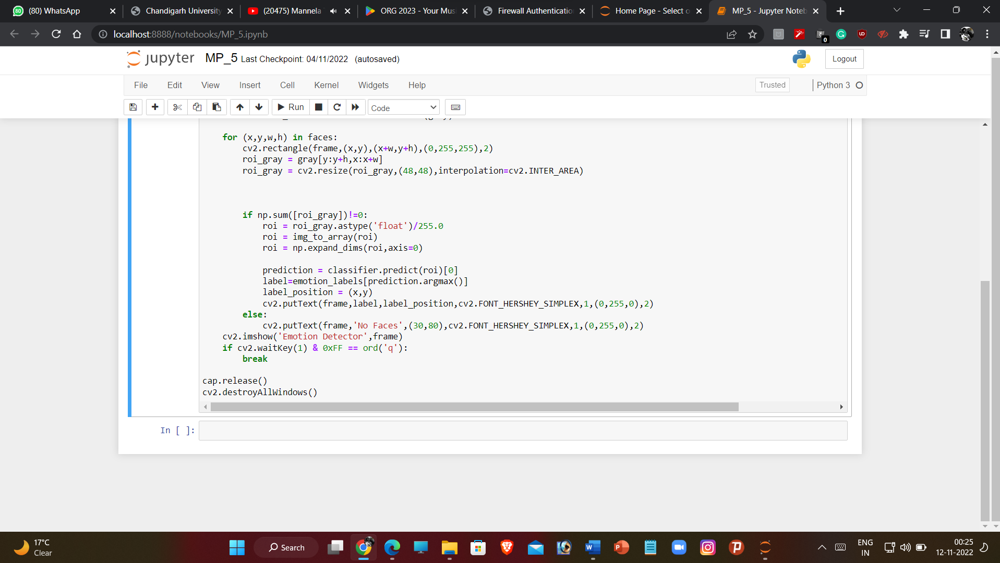 (80) WhatsApp
Chandigarh University
(20475) Mannela
ORG 2023 - Your Mus
Firewall Authenticatio
Home Page - Select o
MP_5 - Jupyter Noteb
localhost:8888/notebooks/MP_5.ipynb
0
jupyter MP_5 Last Checkpoint: 04/11/2022 (autosaved)
Logout
File Edit View Insert Cell Kernel Widgets Help
Trusted
Python 3
Run
Code
for (x,y,w,h) in faces:
cv2.rectangle(frame,(x,y),(x+w,y+h),(0,255,255),2)
roi_gray = gray[y:y+h,x:x+w]
roi_gray = cv2.resize(roi_gray,(48,48),interpolation=cv2.INTER_AREA)
if np.sum([roi_gray])!=0:
roi = roi_gray.astype('float')/255.0
roi = img_to_array(roi)
roi = np.expand_dims(roi,axis=0)
prediction = classifier.predict(roi)[0]
label=emotion_labels[prediction.argmax()]
label_position = (x,y)
cv2.putText(frame,label,label_position,cv2.FONT_HERSHEY_SIMPLEX,1,(0,255,0),2)
else:
cv2.putText(frame,'No Faces',(30,80),cv2.FONT_HERSHEY_SIMPLEX,1,(0,255,0),2)
cv2.imshow('Emotion Detector',frame)
if cv2.waitKey(1) & 0xFF == ord('q'):
break
cap.release()
cv2.destroyAllWindows()
In [ ]:
17°C
Clear
Search
ENG
IN
00:25
12-11-2022